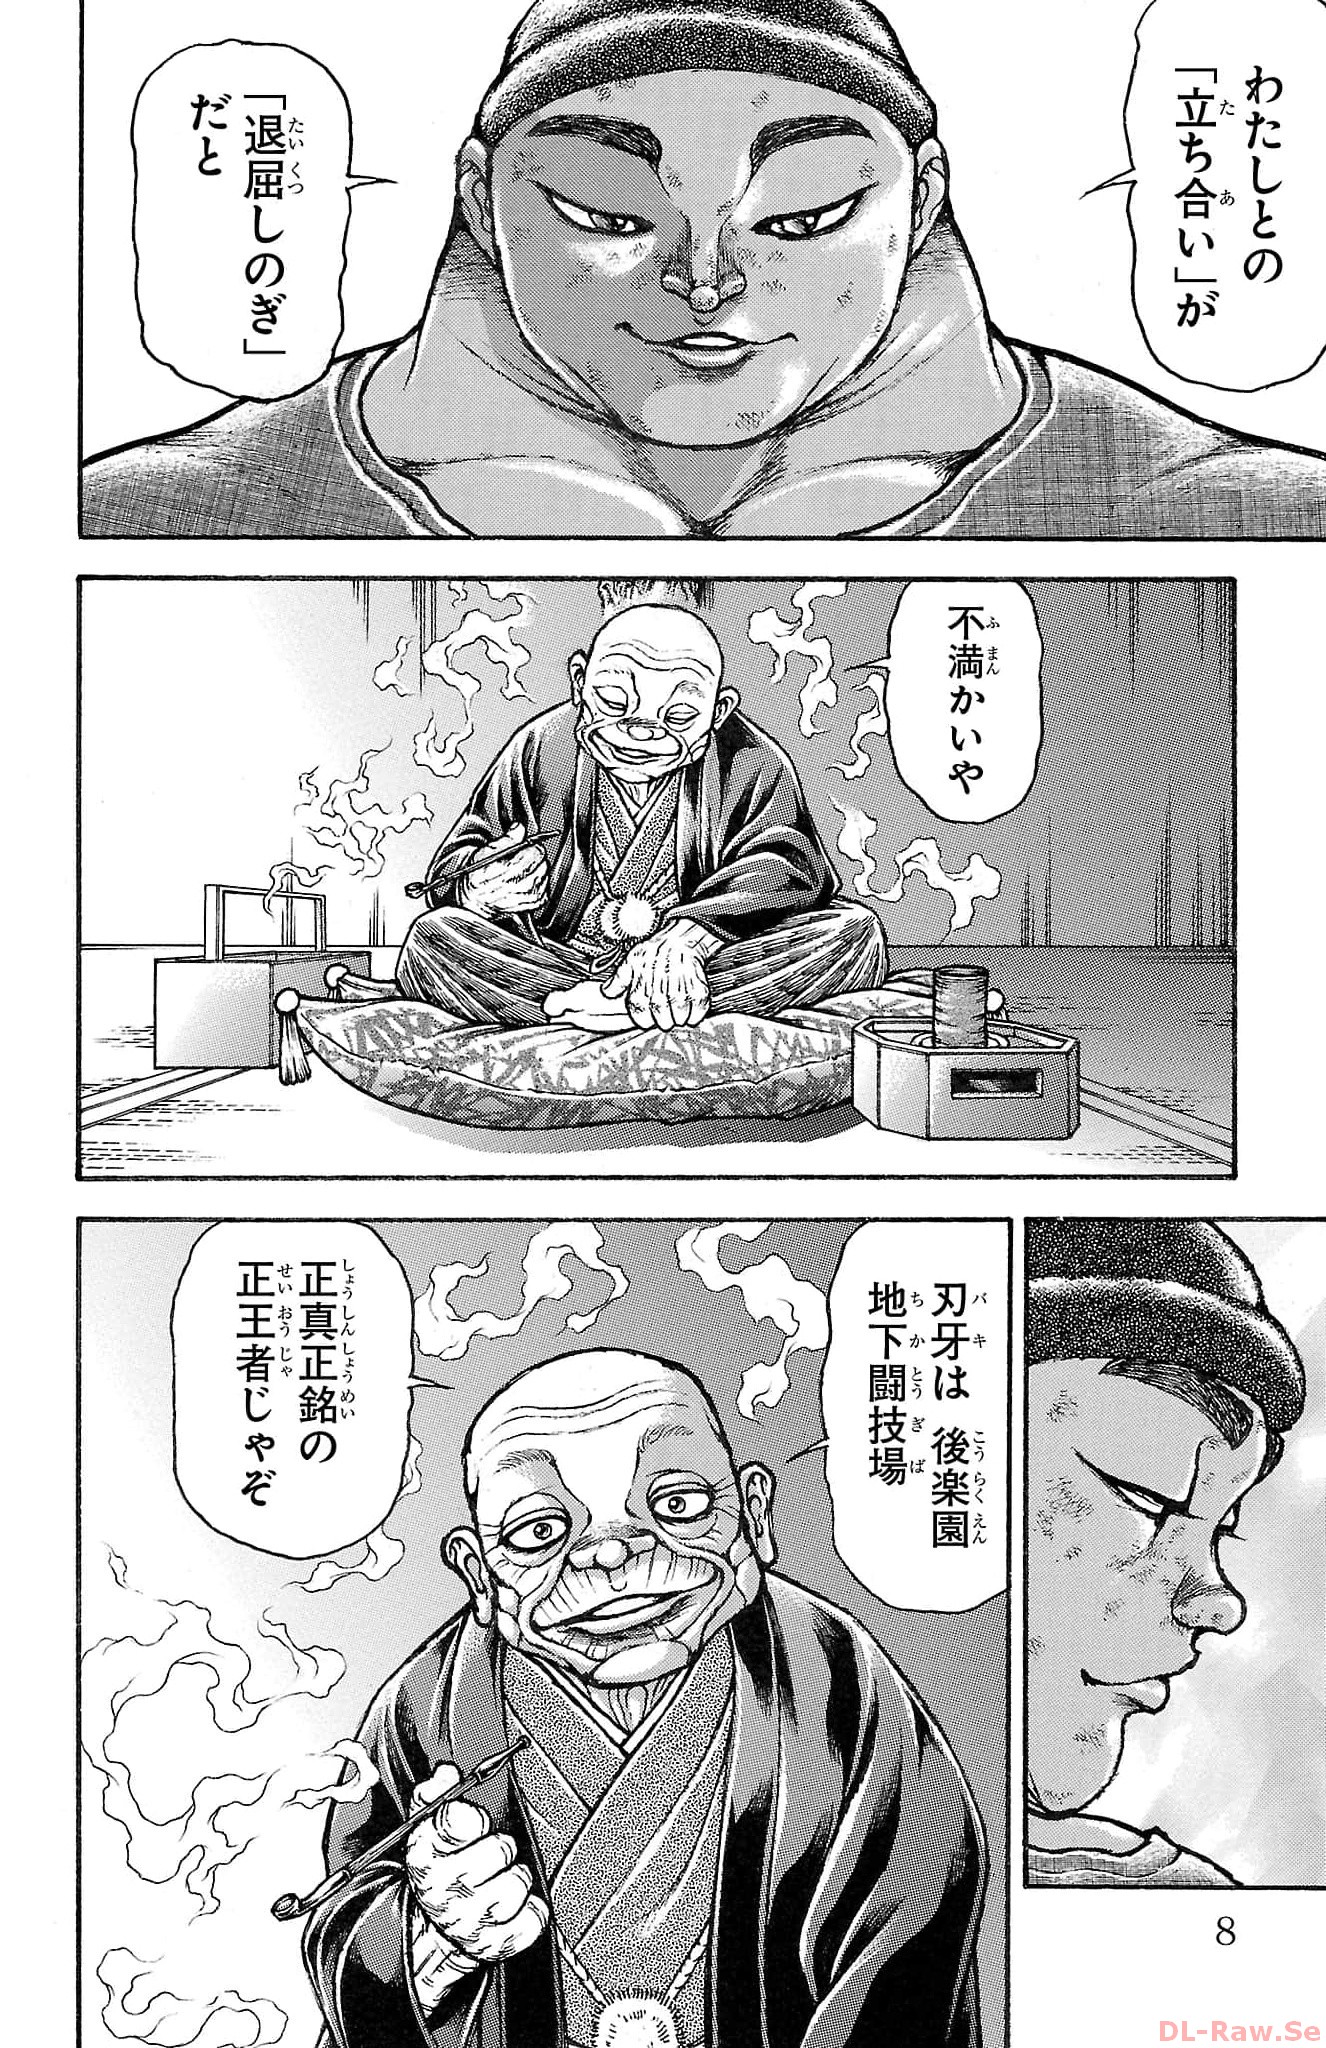 わたしとの
「立ち合い」が
「退屈しのぎ」
だと
不満かいや
刃牙は 後楽園
地下闘技場
正真正銘の
正王者じゃぞ
8
DL-Raw.Se